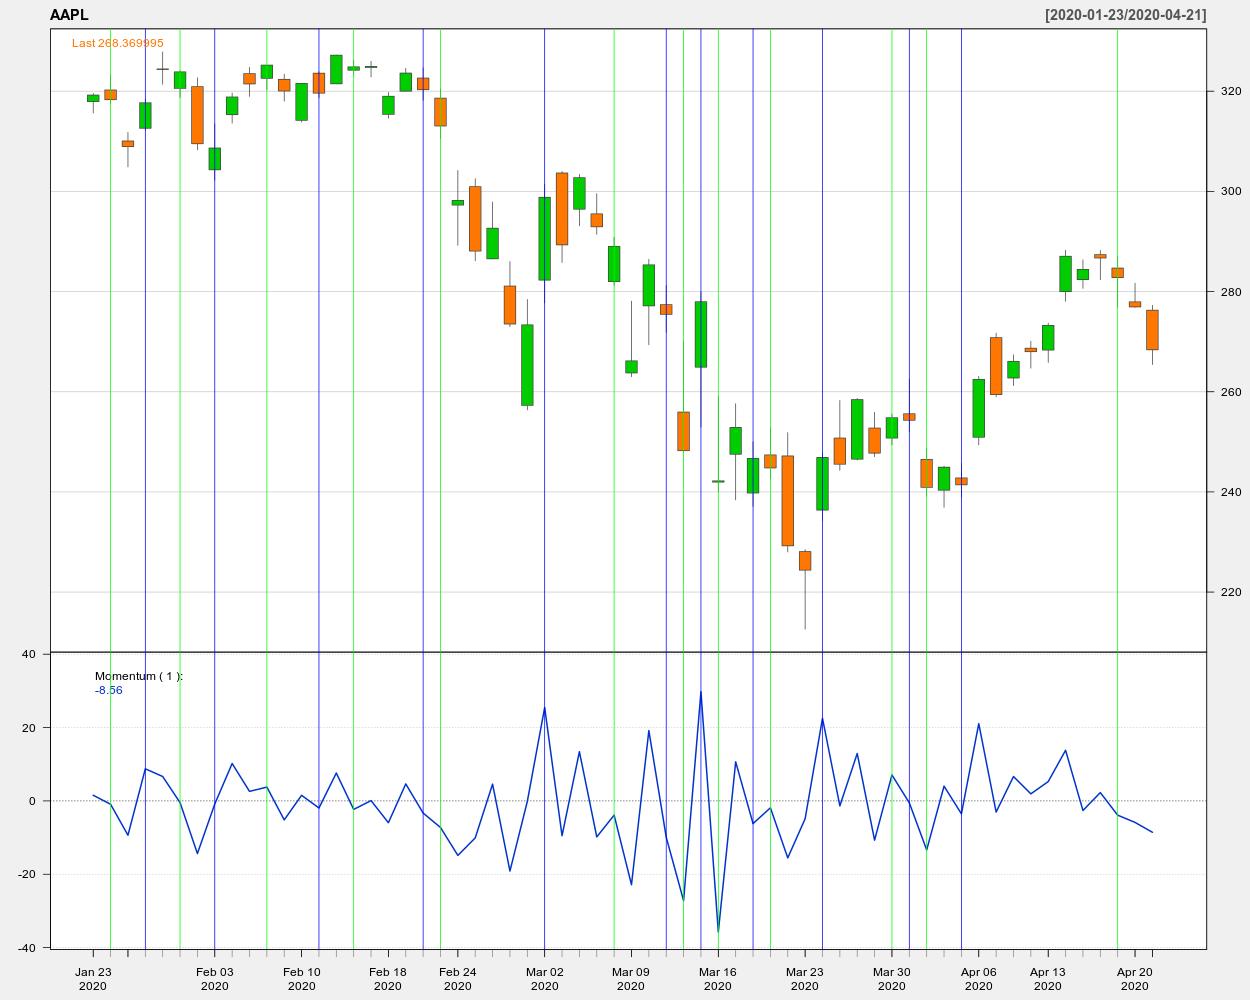 AAPL [2020-01-23/2020-04-21]
Last 268.369995
320
300
280
260
240
220
40
Momentum ( 1 ):
-8.56
20
0
-20
-40
Jan 23 Feb 03 Feb 10 Feb 18 Feb 24 Mar 02 Mar 09 Mar 16 Mar 23 Mar 30 Apr 06 Apr 13 Apr 20
2020 2020 2020 2020 2020 2020 2020 2020 2020 2020 2020 2020 2020